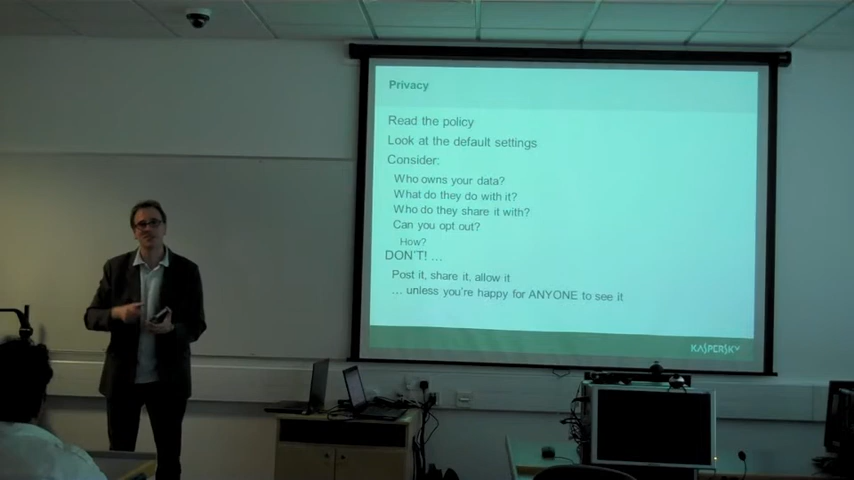 Privacy
Read the policy
Look at the default settings
Consider:
Who owns your data?
What do they do with it?
Who do they share it with?
Can you opt out?
How?
DON'T! ...
Post it, share it, allow it
... unless you're happy for ANYONE to see it
KASPERSKY